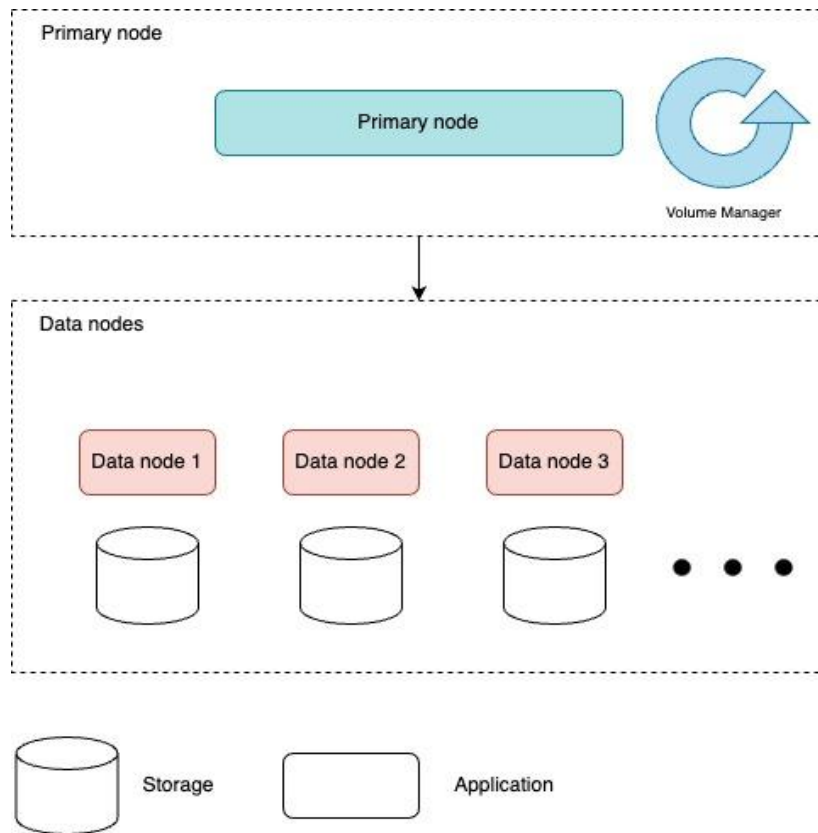 Primary node
Primary node
Volume Manager
Data nodes
Data node 1
Data node 2
Data node 3
Storage
Application